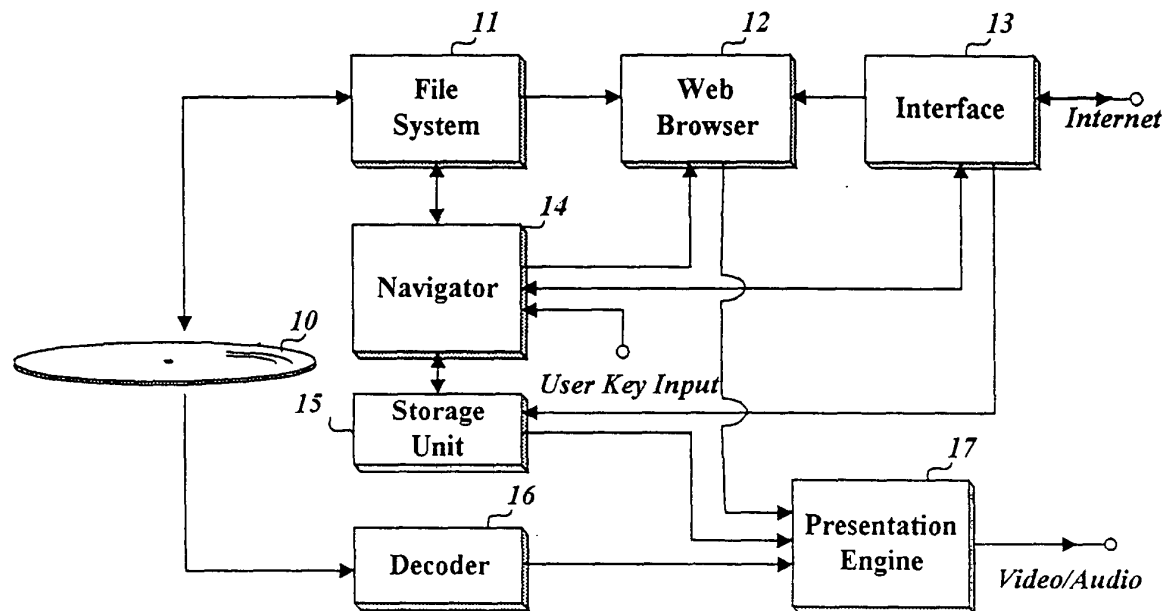 11
12
13
File
System
Web
Browser
Interface
Internet
14
Navigator
10
User Key Input
15
Storage
Unit
17
16
Presentation
Engine
Decoder
Video/Audio